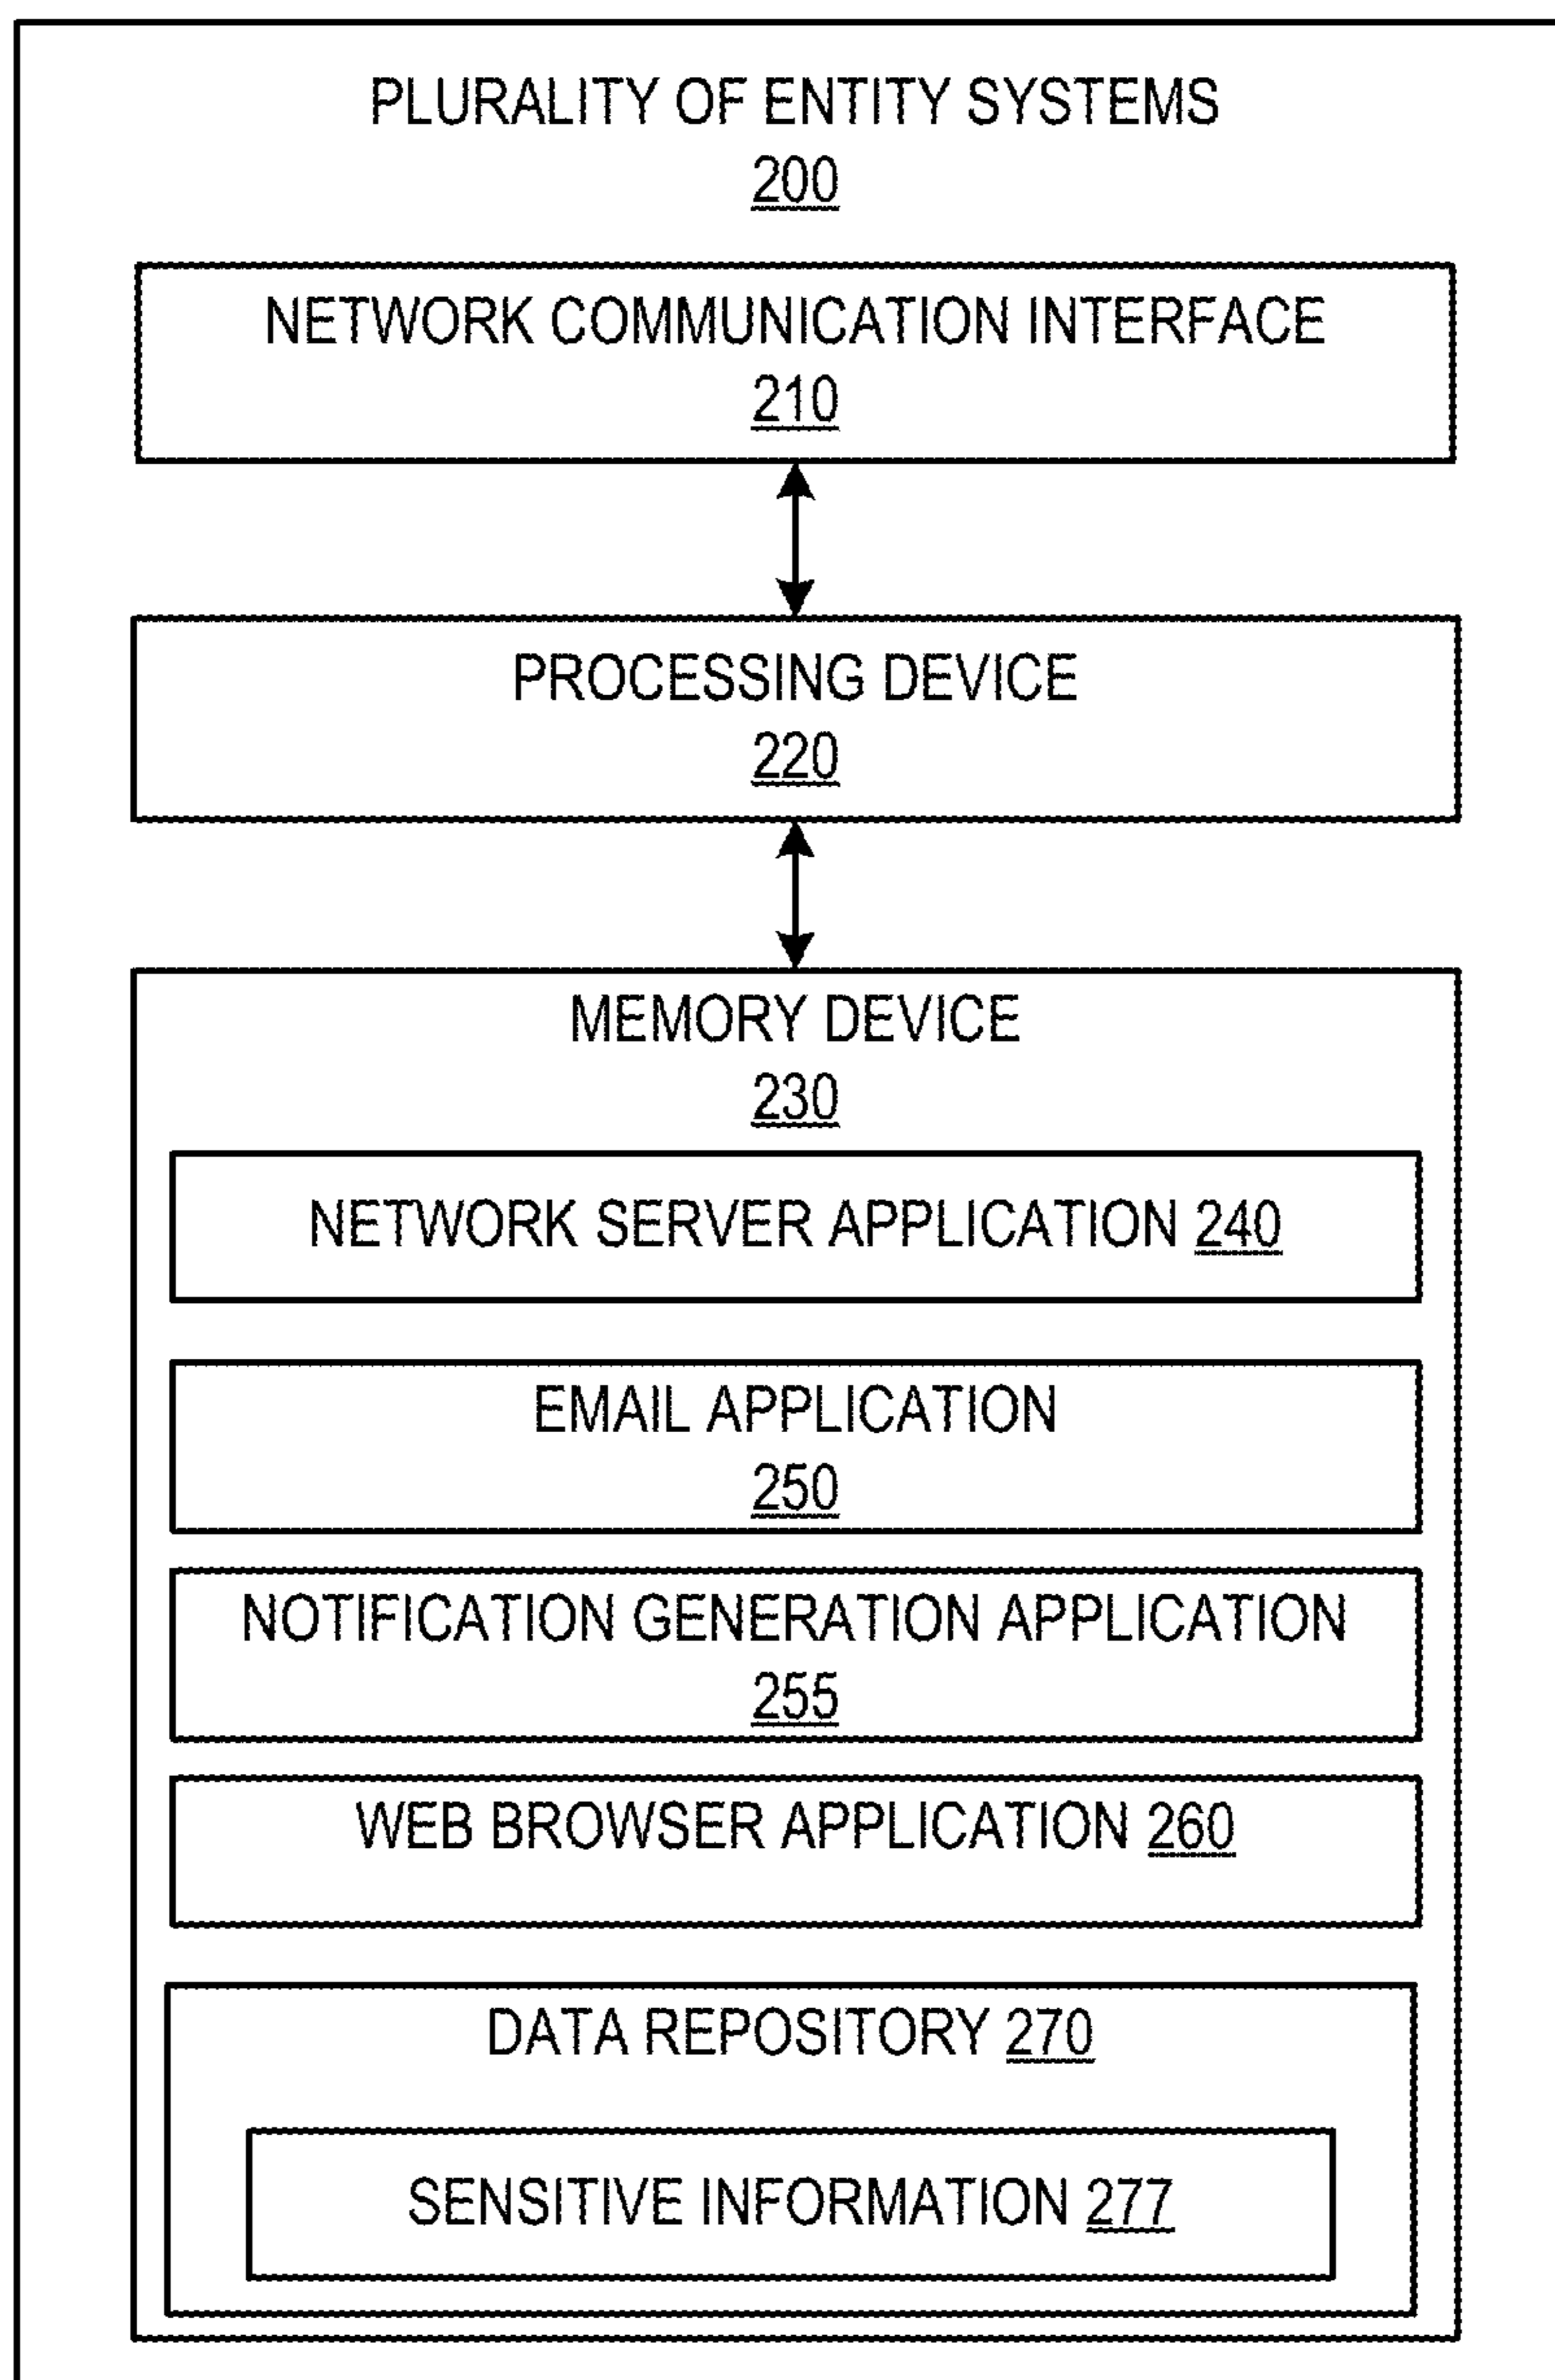 PLURALITY OF ENTITY SYSTEMS
200
NETWORK COMMUNICATION INTERFACE
210
PROCESSING DEVICE
220
MEMORY DEVICE
230
NETWORK SERVER APPLICATION 240
EMAIL APPLICATION
250
NOTIFICATION GENERATION APPLICATION
255
WEB BROWSER APPLICATION 260
DATA REPOSITORY 270
SENSITIVE INFORMATION 277